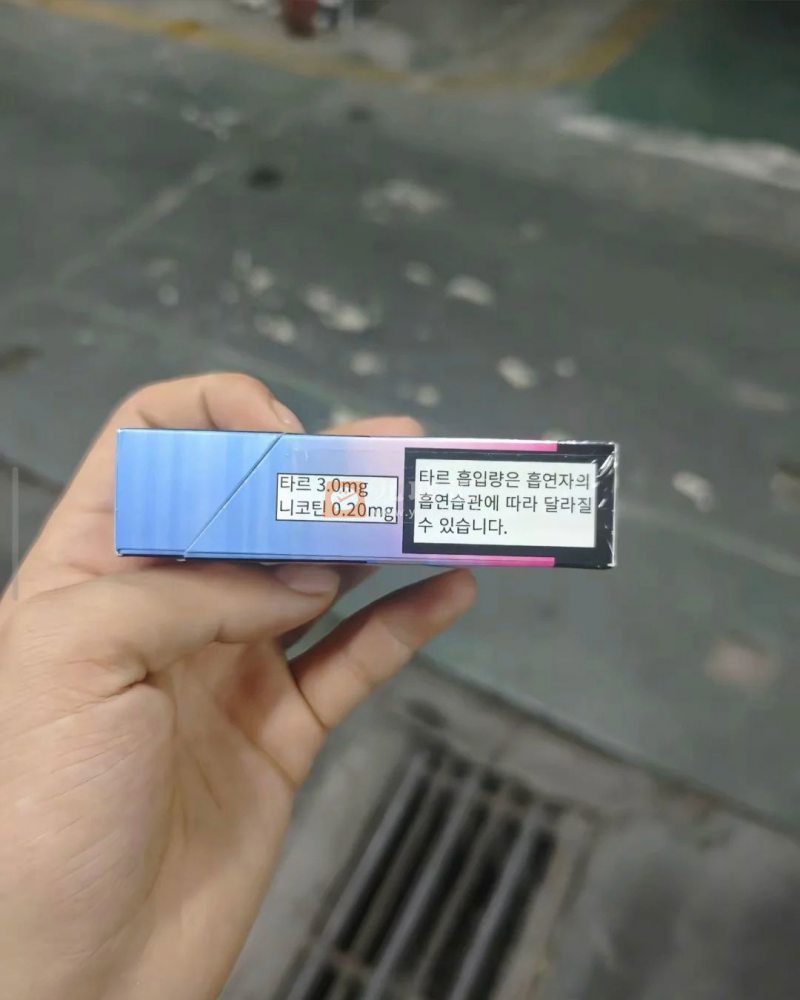 타르 3.0mg
니코틴 0.20mg
타르 흡입량은 흡연자의
흡연습관에 따라 달라질
수 있습니다.